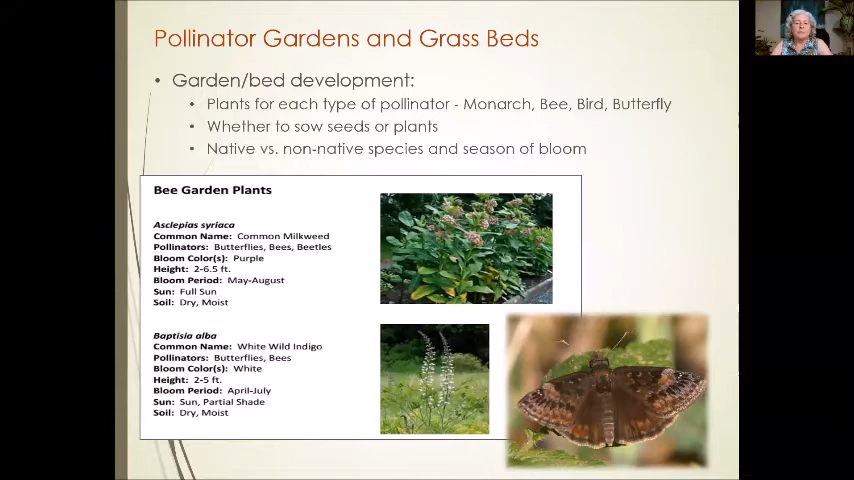 Pollinator Gardens and Grass Beds
• Garden/bed development:
• Plants for each type of pollinator - Monarch, Bee, Bird, Butterfly
• Whether to sow seeds or plants
• Native vs. non-native species and season of bloom
Bee Garden Plants
Asclepias syriaca
Common Name: Common Milkweed
Pollinators: Butterflies, Bees, Beetles
Bloom Color(s): Purple
Height: 2-6.5 ft.
Bloom Period: May-August
Sun: Full Sun
Soil: Dry, Moist
Baptisia alba
Common Name: White Wild Indigo
Pollinators: Butterflies, Bees
Bloom Color(s): White
Height: 2-5 ft.
Bloom Period: April-July
Sun: Sun, Partial Shade
Soil: Dry, Moist